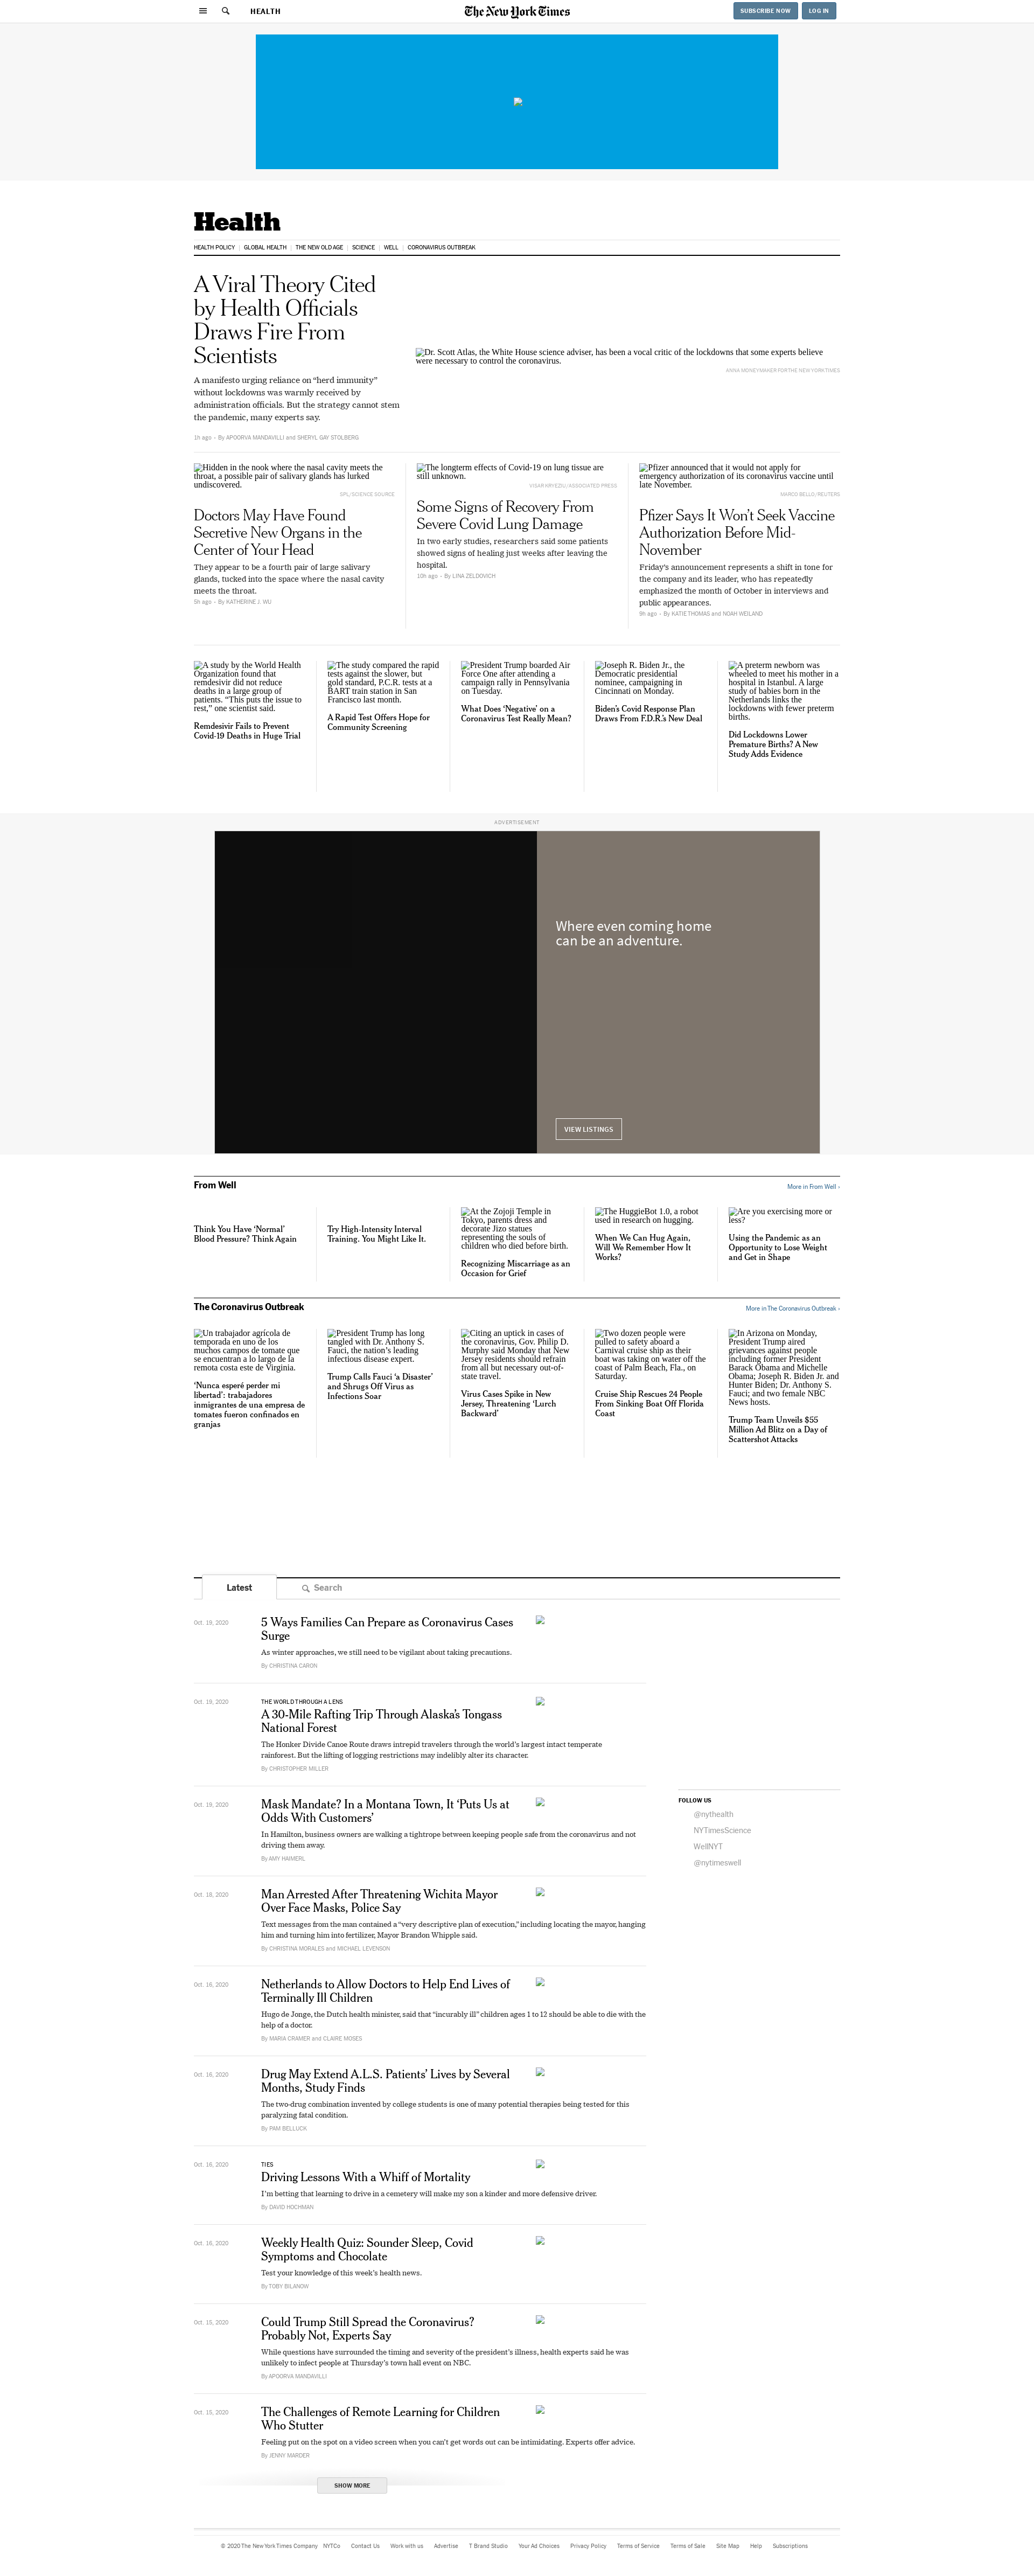 HEALTH
The New York Times
SUBSCRIBE NOW
LOG IN
Health
HEALTH POLICY
GLOBAL HEALTH
THE NEW OLD AGE
SCIENCE
WELL
CORONAVIRUS OUTBREAK
A Viral Theory Cited
by Health Officials
Draws Fire From
Scientists
A manifesto urging reliance on “herd immunity”
without lockdowns was warmly received by
administration officials. But the strategy cannot stem
the pandemic, many experts say.
1h ago – By APOORVA MANDAVILLI and SHERYL GAY STOLBERG
Dr. Scott Atlas, the White House science adviser, has been a vocal critic of the lockdowns that some experts believe
were necessary to control the coronavirus.
ANNA MONEYMAKER FOR THE NEW YORK TIMES
Hidden in the nook where the nasal cavity meets the
throat, a possible pair of salivary glands has lurked
undiscovered.
SPL/SCIENCE SOURCE
Doctors May Have Found
Secretive New Organs in the
Center of Your Head
They appear to be a fourth pair of large salivary
glands, tucked into the space where the nasal cavity
meets the throat.
5h ago – By KATHERINE J. WU
The longterm effects of Covid-19 on lung tissue are
still unknown.
VISAR KRYEZIU/ASSOCIATED PRESS
Some Signs of Recovery From
Severe Covid Lung Damage
In two early studies, researchers said some patients
showed signs of healing just weeks after leaving the
hospital.
10h ago – By LINA ZELDOVICH
Pfizer announced that it would not apply for
emergency authorization of its coronavirus vaccine until
late November.
MARCO BELLO/REUTERS
Pfizer Says It Won’t Seek Vaccine
Authorization Before Mid-
November
Friday’s announcement represents a shift in tone for
the company and its leader, who has repeatedly
emphasized the month of October in interviews and
public appearances.
9h ago – By KATIE THOMAS and NOAH WEILAND
A study by the World Health
Organization found that
remdesivir did not reduce
deaths in a large group of
patients. “This puts the issue to
rest,” one scientist said.
Remdesivir Fails to Prevent
Covid-19 Deaths in Huge Trial
The study compared the rapid
tests against the slower, but
gold standard, P.C.R. tests at a
BART train station in San
Francisco last month.
A Rapid Test Offers Hope for
Community Screening
President Trump boarded Air
Force One after attending a
campaign rally in Pennsylvania
on Tuesday.
What Does ‘Negative’ on a
Coronavirus Test Really Mean?
Joseph R. Biden Jr., the
Democratic presidential
nominee, campaigning in
Cincinnati on Monday.
Biden’s Covid Response Plan
Draws From F.D.R.’s New Deal
A preterm newborn was
wheeled to meet his mother in a
hospital in Istanbul. A large
study of babies born in the
Netherlands links the
lockdowns with fewer preterm
births.
Did Lockdowns Lower
Premature Births? A New
Study Adds Evidence
ADVERTISEMENT
Where even coming home
can be an adventure.
VIEW LISTINGS
From Well
More in From Well »
Think You Have ‘Normal’
Blood Pressure? Think Again
Try High-Intensity Interval
Training. You Might Like It.
At the Zojoji Temple in
Tokyo, parents dress and
decorate Jizo statues
representing the souls of
children who died before birth.
Recognizing Miscarriage as an
Occasion for Grief
The HuggieBot 1.0, a robot
used in research on hugging.
When We Can Hug Again,
Will We Remember How It
Works?
Are you exercising more or
less?
Using the Pandemic as an
Opportunity to Lose Weight
and Get in Shape
The Coronavirus Outbreak
More in The Coronavirus Outbreak »
Un trabajador agrícola de
temporada en uno de los
muchos campos de tomate que
se encuentran a lo largo de la
remota costa este de Virginia.
‘Nunca esperé perder mi
libertad’: trabajadores
inmigrantes de una empresa de
tomates fueron confinados en
granjas
President Trump has long
tangled with Dr. Anthony S.
Fauci, the nation’s leading
infectious disease expert.
Trump Calls Fauci ‘a Disaster’
and Shrugs Off Virus as
Infections Soar
Citing an uptick in cases of
the coronavirus, Gov. Philip D.
Murphy said Monday that New
Jersey residents should refrain
from all but necessary out-of-
state travel.
Virus Cases Spike in New
Jersey, Threatening ‘Lurch
Backward’
Two dozen people were
pulled to safety aboard a
Carnival cruise ship as their
boat was taking on water off the
coast of Palm Beach, Fla., on
Saturday.
Cruise Ship Rescues 24 People
From Sinking Boat Off Florida
Coast
In Arizona on Monday,
President Trump aired
grievances against people
including former President
Barack Obama and Michelle
Obama; Joseph R. Biden Jr. and
Hunter Biden; Dr. Anthony S.
Fauci; and two female NBC
News hosts.
Trump Team Unveils $55
Million Ad Blitz on a Day of
Scattershot Attacks
Latest
Search
Oct. 19, 2020
5 Ways Families Can Prepare as Coronavirus Cases
Surge
As winter approaches, we still need to be vigilant about taking precautions.
By CHRISTINA CARON
Oct. 19, 2020
THE WORLD THROUGH A LENS
A 30-Mile Rafting Trip Through Alaska’s Tongass
National Forest
The Honker Divide Canoe Route draws intrepid travelers through the world’s largest intact temperate
rainforest. But the lifting of logging restrictions may indelibly alter its character.
By CHRISTOPHER MILLER
Oct. 19, 2020
Mask Mandate? In a Montana Town, It ‘Puts Us at
Odds With Customers’
In Hamilton, business owners are walking a tightrope between keeping people safe from the coronavirus and not
driving them away.
By AMY HAIMERL
Oct. 18, 2020
Man Arrested After Threatening Wichita Mayor
Over Face Masks, Police Say
Text messages from the man contained a “very descriptive plan of execution,” including locating the mayor, hanging
him and turning him into fertilizer, Mayor Brandon Whipple said.
By CHRISTINA MORALES and MICHAEL LEVENSON
Oct. 16, 2020
Netherlands to Allow Doctors to Help End Lives of
Terminally Ill Children
Hugo de Jonge, the Dutch health minister, said that “incurably ill” children ages 1 to 12 should be able to die with the
help of a doctor.
By MARIA CRAMER and CLAIRE MOSES
Oct. 16, 2020
Drug May Extend A.L.S. Patients’ Lives by Several
Months, Study Finds
The two-drug combination invented by college students is one of many potential therapies being tested for this
paralyzing fatal condition.
By PAM BELLUCK
Oct. 16, 2020
TIES
Driving Lessons With a Whiff of Mortality
I’m betting that learning to drive in a cemetery will make my son a kinder and more defensive driver.
By DAVID HOCHMAN
Oct. 16, 2020
Weekly Health Quiz: Sounder Sleep, Covid
Symptoms and Chocolate
Test your knowledge of this week’s health news.
By TOBY BILANOW
Oct. 15, 2020
Could Trump Still Spread the Coronavirus?
Probably Not, Experts Say
While questions have surrounded the timing and severity of the president’s illness, health experts said he was
unlikely to infect people at Thursday’s town hall event on NBC.
By APOORVA MANDAVILLI
Oct. 15, 2020
The Challenges of Remote Learning for Children
Who Stutter
Feeling put on the spot on a video screen when you can’t get words out can be intimidating. Experts offer advice.
By JENNY MARDER
SHOW MORE
FOLLOW US
@nythealth
NYTimesScience
WellNYT
@nytimeswell
© 2020 The New York Times Company
NYTCo
Contact Us
Work with us
Advertise
T Brand Studio
Your Ad Choices
Privacy Policy
Terms of Service
Terms of Sale
Site Map
Help
Subscriptions